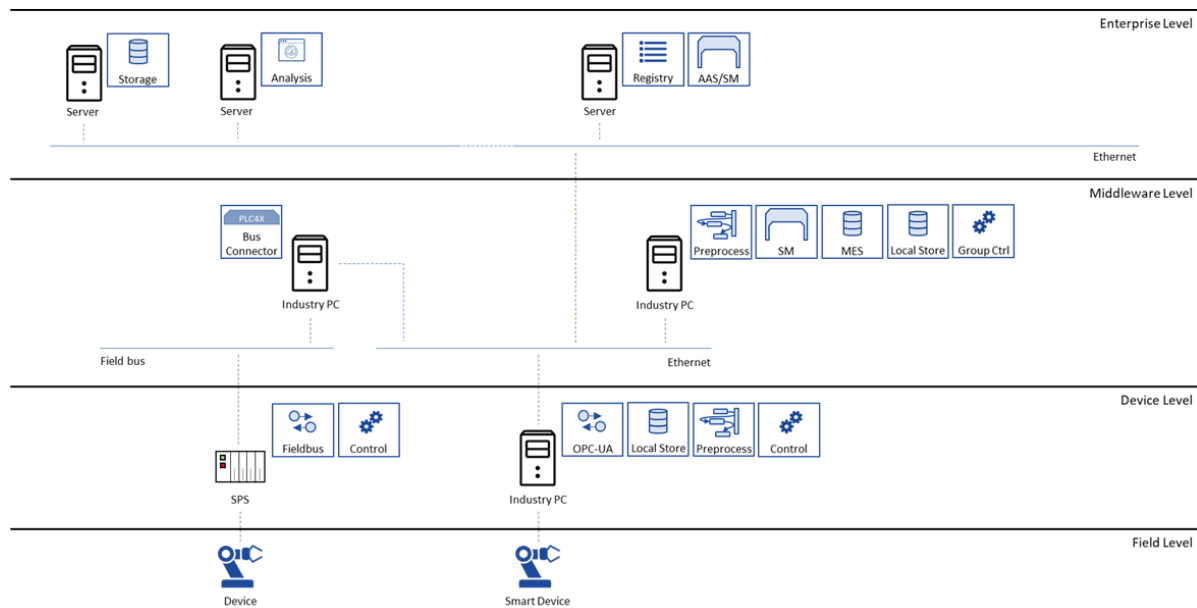 Enterprise Level
Storage
Analysis
Registry
AAS/SM
Server
Server
Server
Ethernet
Middleware Level
PLC4X
Bus
Connector
Preprocess
SM
MES
Local Store
Group Ctrl
Industry PC
Industry PC
Field bus
Ethernet
Device Level
Fieldbus
Control
OPC-UA
Local Store
Preprocess
Control
SPS
Industry PC
Field Level
Device
Smart Device